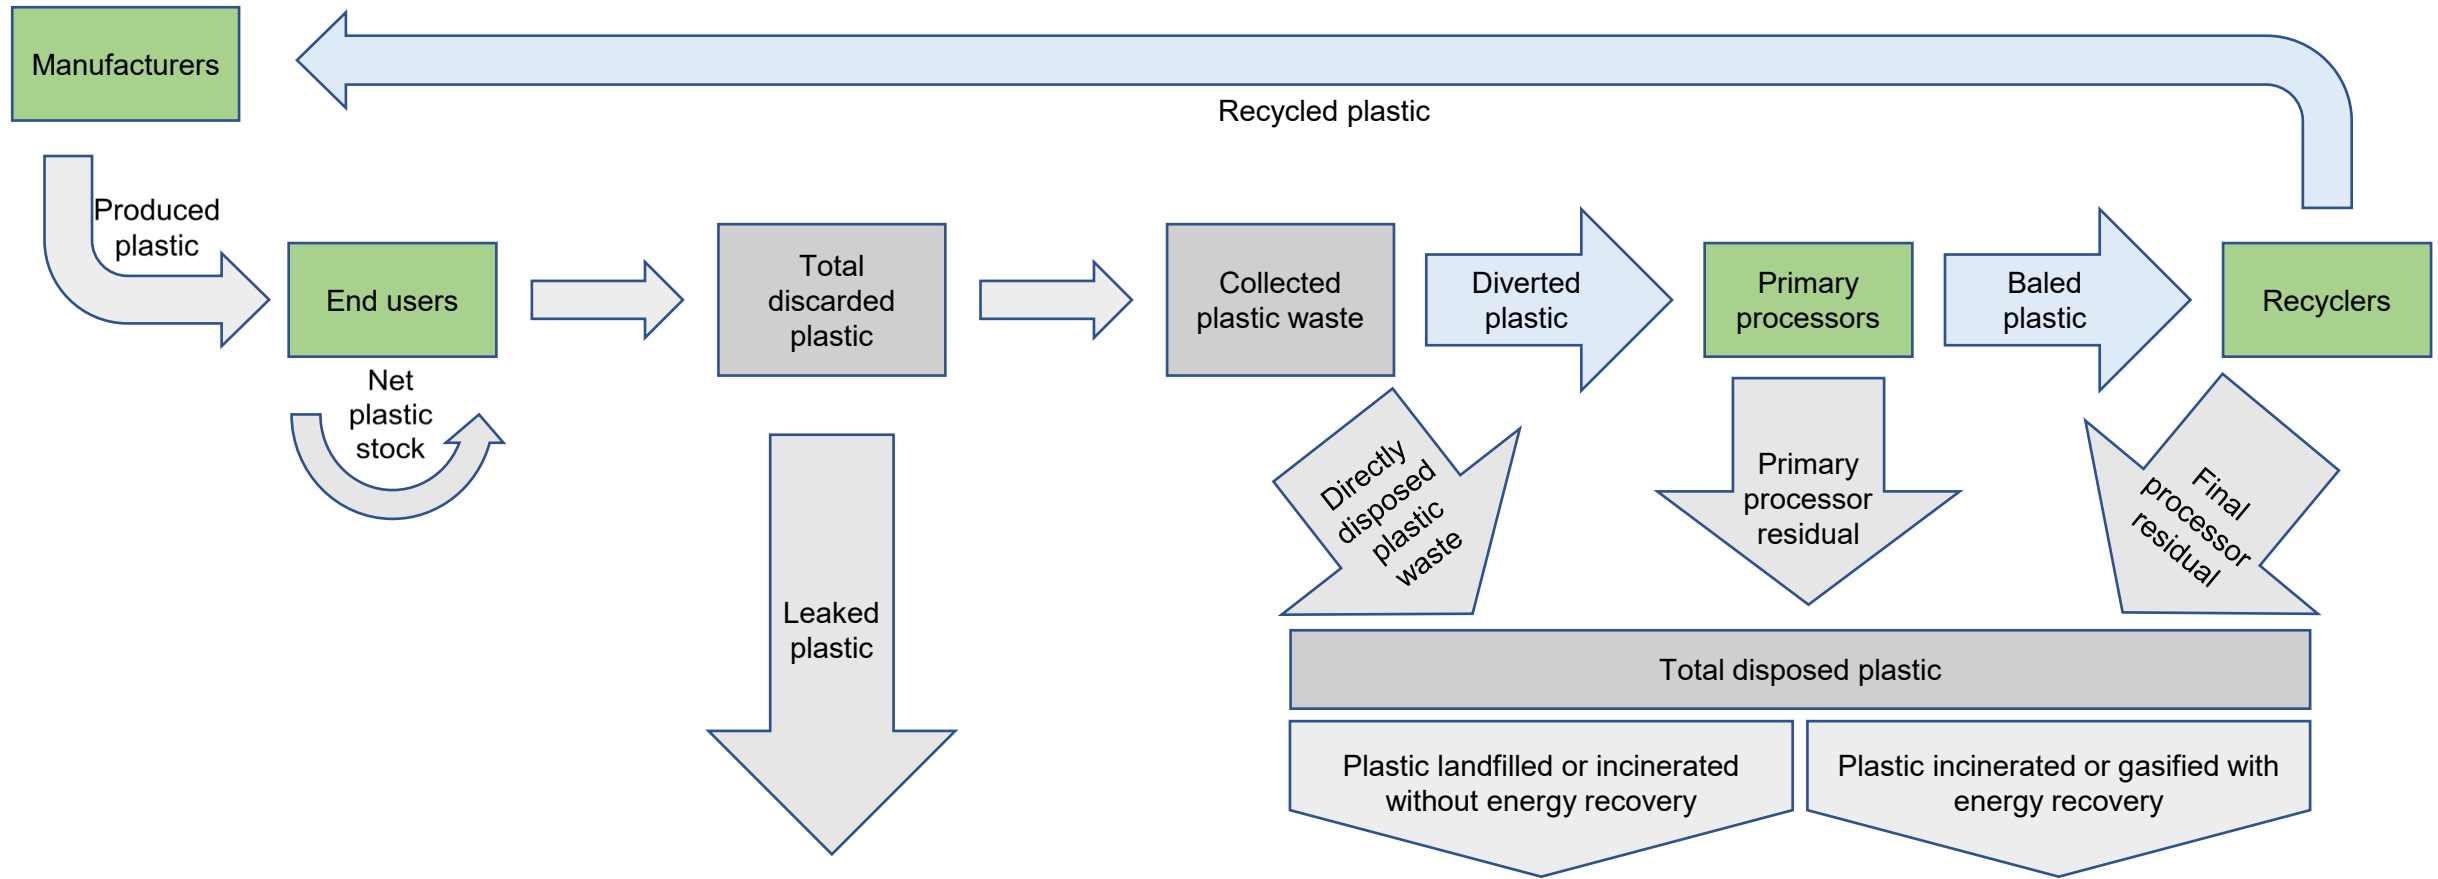 Manufacturers
Recycled plastic
Produced
plastic
End users
Net
plastic
stock
Total
discarded
plastic
Leaked
plastic
Collected
plastic waste
Diverted
plastic
Primary
processors
Baled
plastic
Recyclers
Directly
disposed
plastic
waste
Primary
processor
residual
Final
processor
residual
Total disposed plastic
Plastic landfilled or incinerated
without energy recovery
Plastic incinerated or gasified with
energy recovery